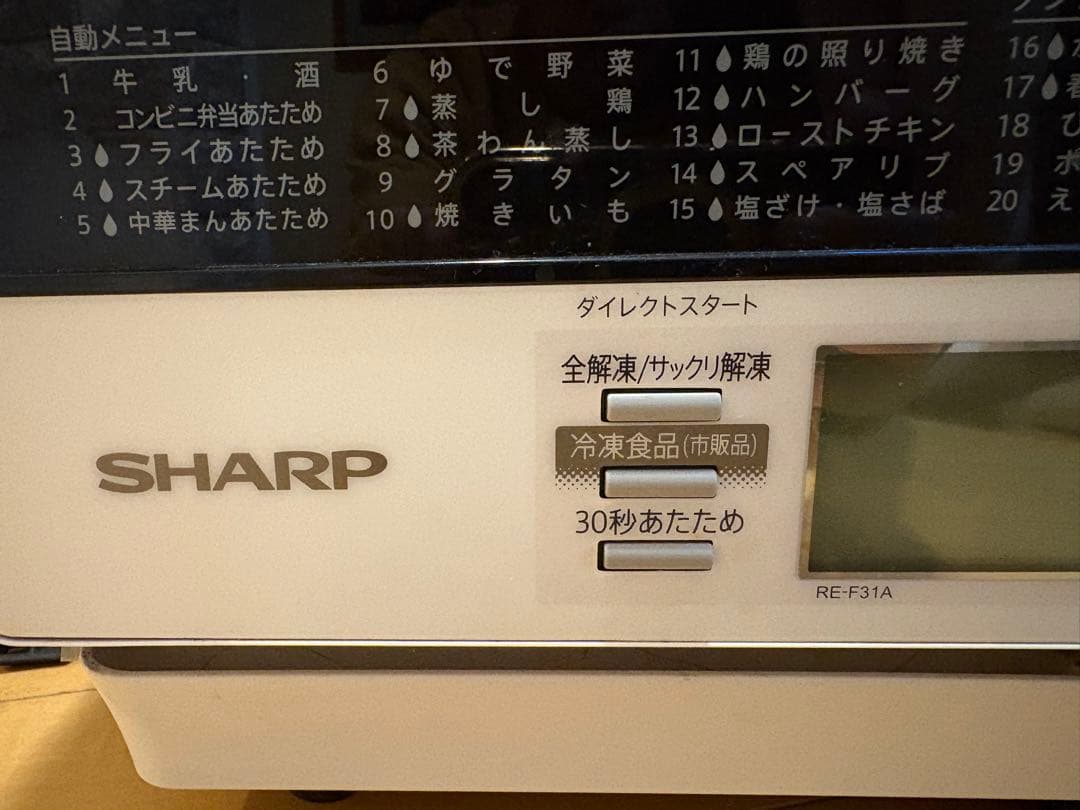 自動メニュー
1 牛乳・酒
2 コンビニ弁当あたため
3 フライあたため
4 スチームあたため
5 中華まんあたため
6 ゆで野菜
7 蒸し鶏
8 茶わん蒸し
9 グラタン
10 焼きいも
11 鶏の照り焼き
12 ハンバーグ
13 ローストチキン
14 スペアリブ
15 塩ざけ・塩さば
16
17
18 ひ
19 ポ
20 え
ダイレクトスタート
全解凍/サックリ解凍
冷凍食品(市販品)
30秒あたため
SHARP
RE-F31A